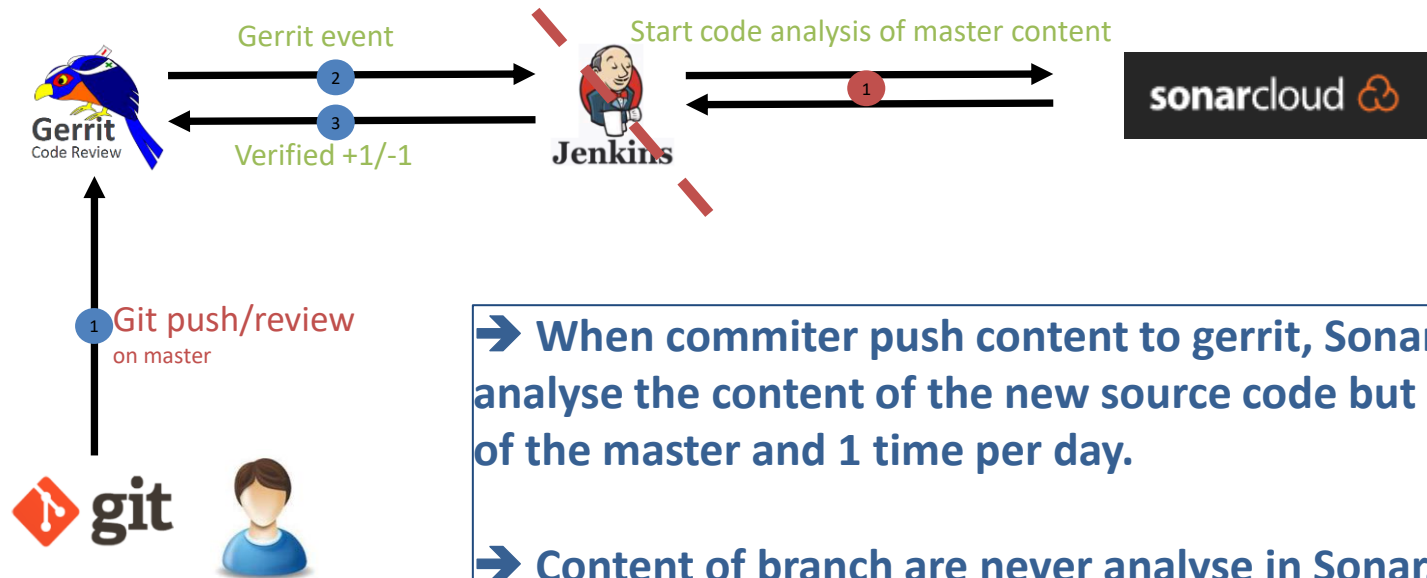 Gerrit event
Start code analysis of master content
2
1
sonarcloud
Gerrit
Code Review
3
Jenkins
Verified +1/-1
1
Git push/review
on master
➔ When commiter push content to gerrit, Sonar
analyse the content of the new source code but
of the master and 1 time per day.
git
➔ Content of branch are never analyse in Sonar